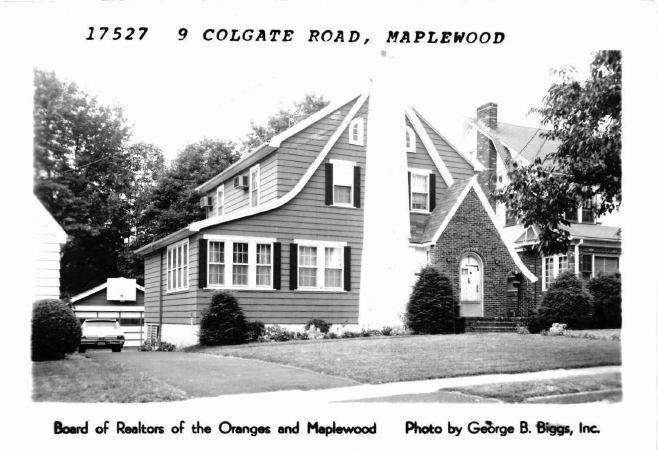 17527 9 COLGATE ROAD, MAPLEWOOD
Board of Realtors of the Oranges and Maplewood Photo by George B. Biggs, Inc.